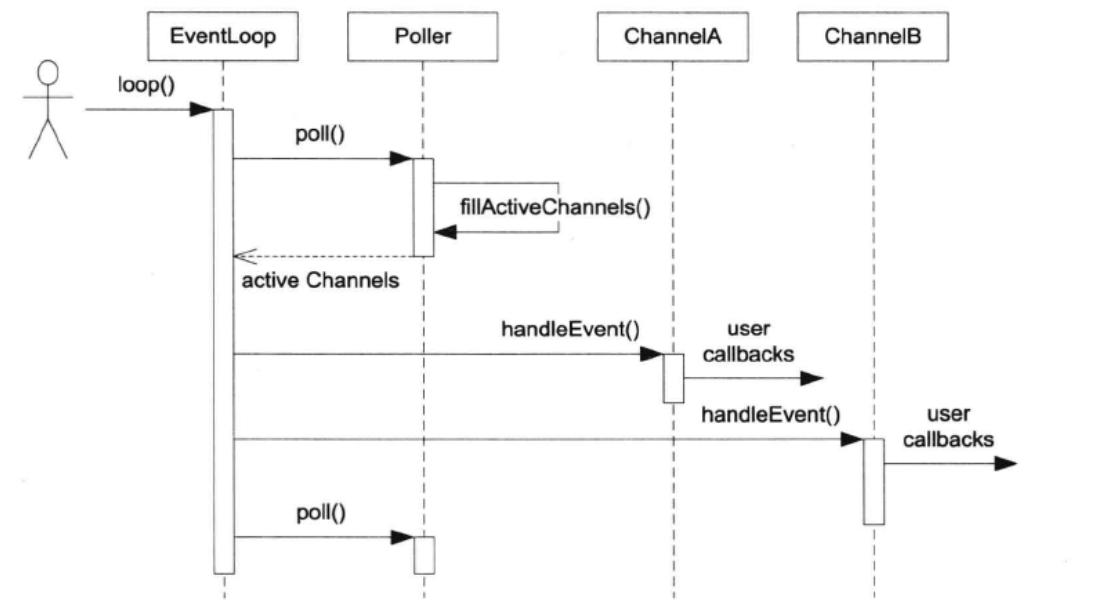 EventLoop
Poller
ChannelA
ChannelB
loop()
poll()
fillActiveChannels()
active Channels
handleEvent()
user
callbacks
handleEvent()
user
callbacks
poll()